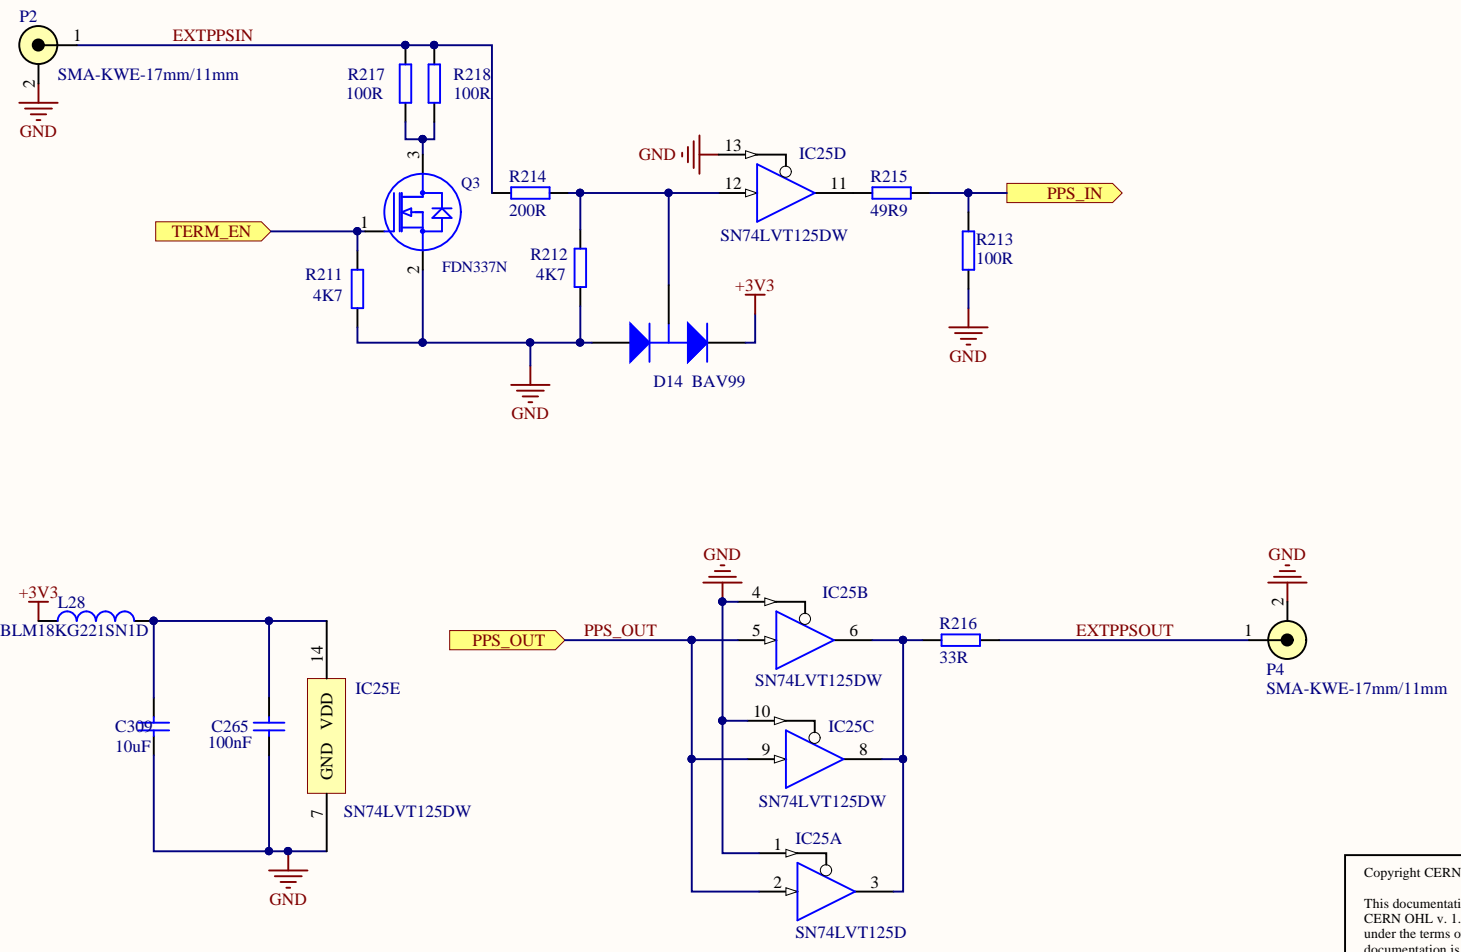 P2
1
EXTPPSIN
2
SMA-KWE-17mm/11mm
GND
R217
100R
R218
100R
3
Q3
TERM_EN
1
2
FDN337N
R211
4K7
R214
200R
R212
4K7
GND
GND
13
IC25D
12
11
SN74LVT125DW
R215
49R9
PPS_IN
R213
100R
GND
+3V3
D14 BAV99
+3V3
L28
BLM18KG221SN1D
14
C309
10uF
C265
100nF
GND VDD
IC25E
7
SN74LVT125DW
GND
GND
4
IC25B
PPS_OUT
PPS_OUT
5
6
SN74LVT125DW
10
IC25C
9
8
SN74LVT125DW
1
IC25A
2
3
SN74LVT125D
R216
33R
EXTPPSOUT
GND
2
1
P4
SMA-KWE-17mm/11mm
Copyright CERN
This documentati
CERN OHL v. 1.
under the terms o
documentation is